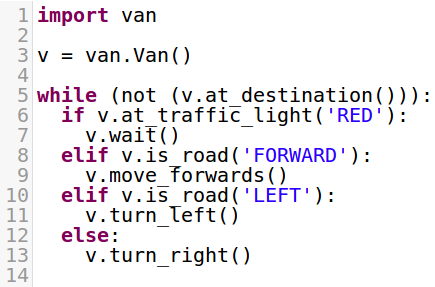 1 import van
2
3 v = van.Van()
4
5 while (not (v.at_destination())):
6   if v.at_traffic_light('RED'):
7     v.wait()
8   elif v.is_road('FORWARD'):
9     v.move_forwards()
10   elif v.is_road('LEFT'):
11     v.turn_left()
12   else:
13     v.turn_right()
14